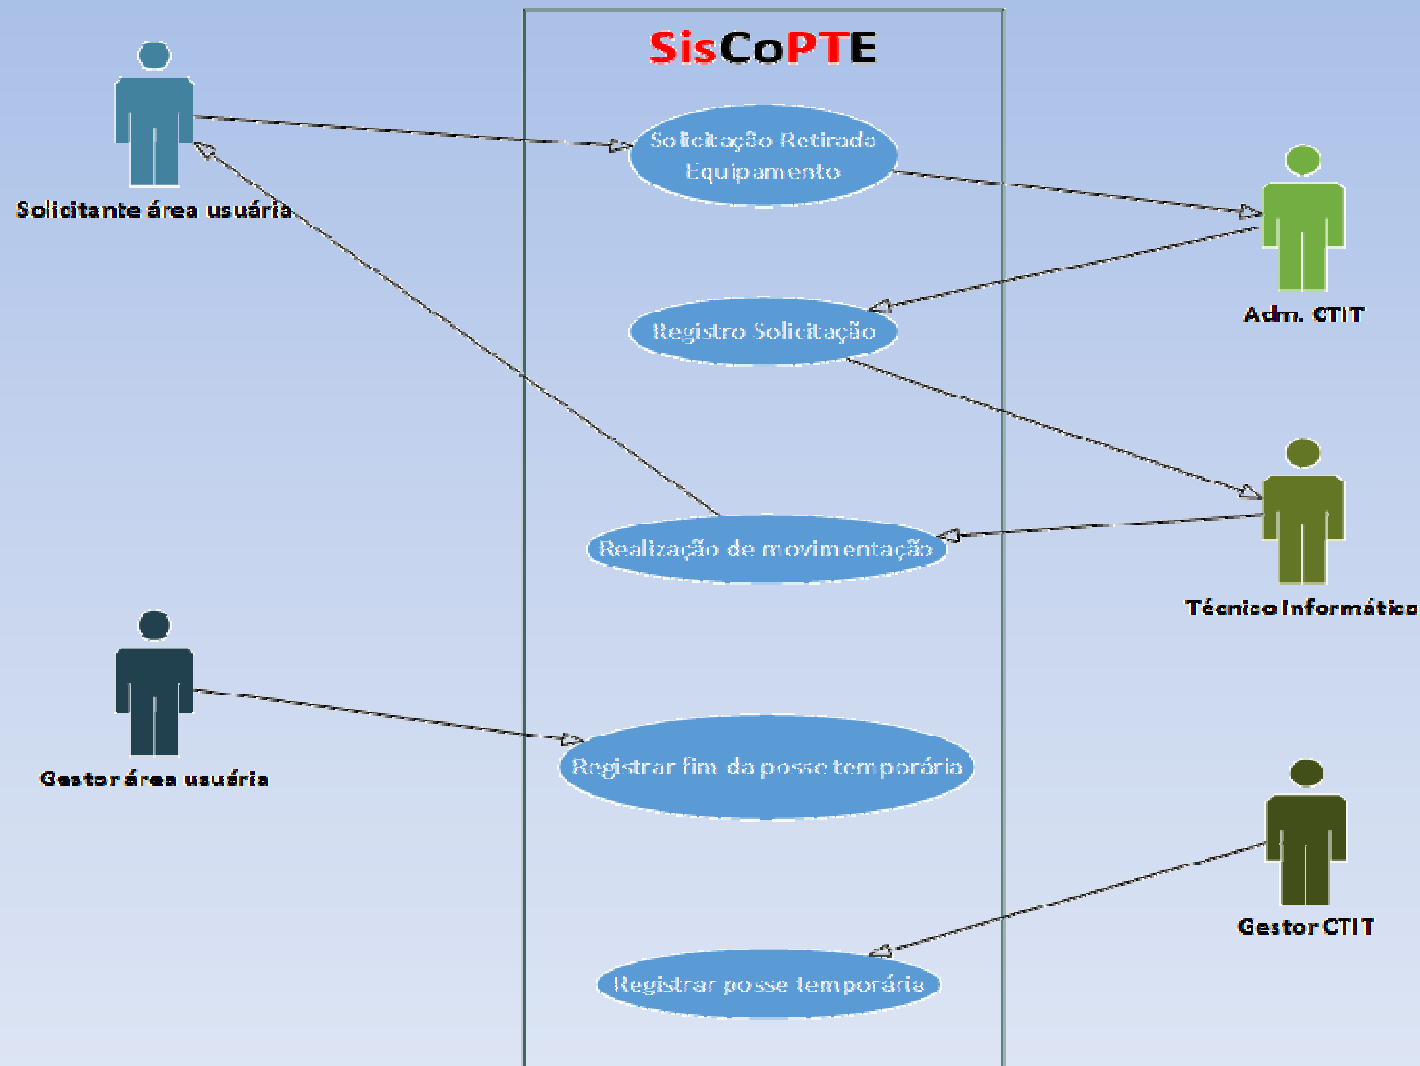 SisCoPTE
Solicitação Retirada
Equipamento
Solicitante área usuária
Adm. CTIT
Registro Solicitação
Realização de movimentação
Técnico Informático
Gestor área usuária
Registrar fim da posse temporária
Gestor CTIT
Registrar posse temporária